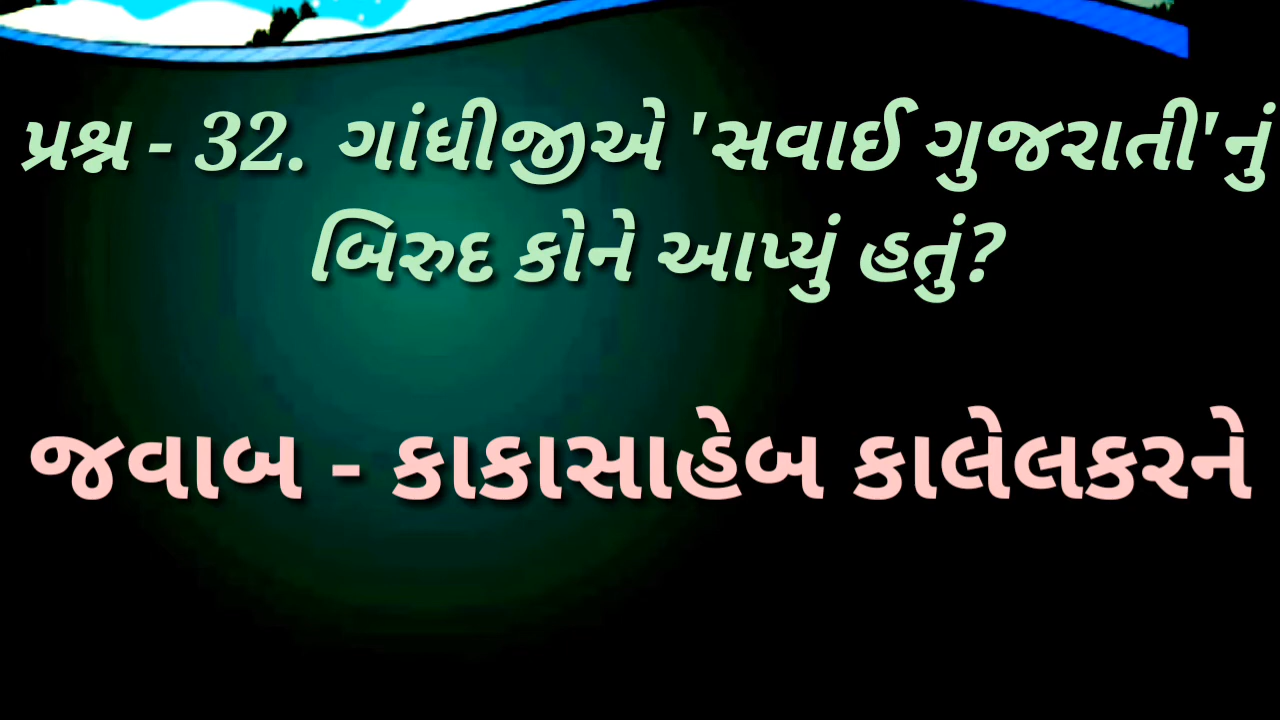 પ્રશ્ન - 32. ગાંધીજીએ 'સવાઈ ગુજરાતી'નું
બિરુદ કોને આપ્યું હતું?
જવાબ - કાકાસાહેબ કાલેલકરને